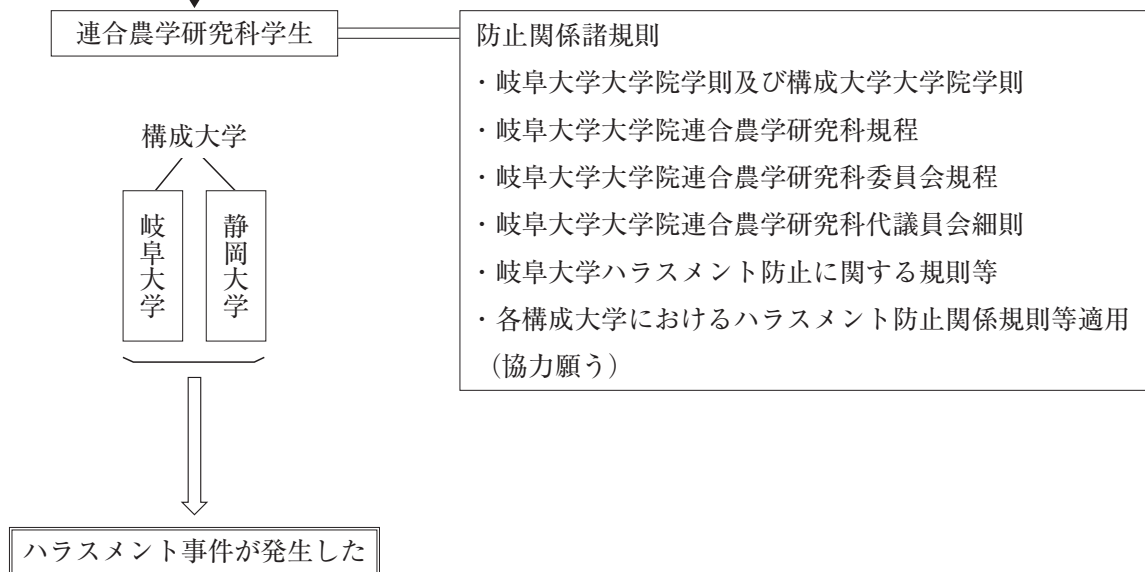 連合農学研究科学生
防止関係諸規則
・岐阜大学大学院学則及び構成大学大学院学則
・岐阜大学大学院連合農学研究科規程
・岐阜大学大学院連合農学研究科委員会規程
・岐阜大学大学院連合農学研究科代議員会細則
・岐阜大学ハラスメント防止に関する規則等
・各構成大学におけるハラスメント防止関係規則等適用
（協力願う）
構成大学
岐阜大学
静岡大学
ハラスメント事件が発生した